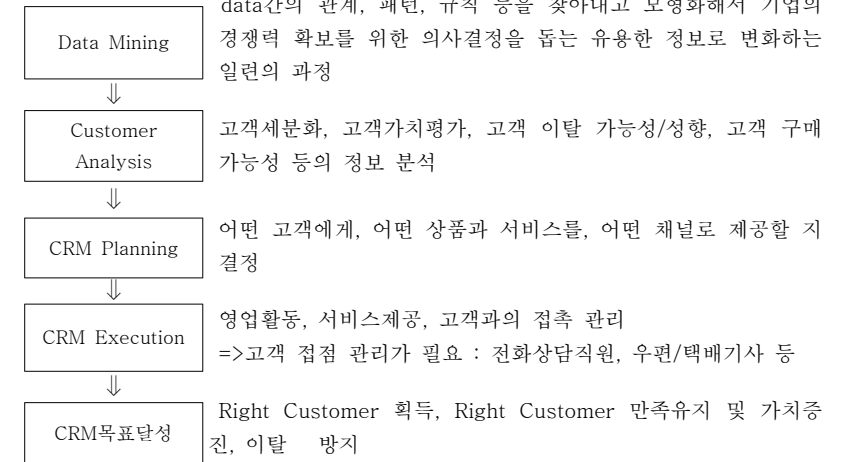 data간의 관계, 패턴, 규칙 등을 찾아내고 모형화해서 기업의
Data Mining
경쟁력 확보를 위한 의사결정을 돕는 유용한 정보로 변화하는
일련의 과정
⇓
Customer
Analysis
고객세분화, 고객가치평가, 고객 이탈 가능성/성향, 고객 구매
가능성 등의 정보 분석
⇓
CRM Planning
어떤 고객에게, 어떤 상품과 서비스를, 어떤 채널로 제공할 지
결정
⇓
CRM Execution
영업활동, 서비스제공, 고객과의 접촉 관리
=>고객 접점 관리가 필요 : 전화상담직원, 우편/택배기사 등
⇓
CRM목표달성
Right Customer 획득, Right Customer 만족유지 및 가치증
진, 이탈 방지